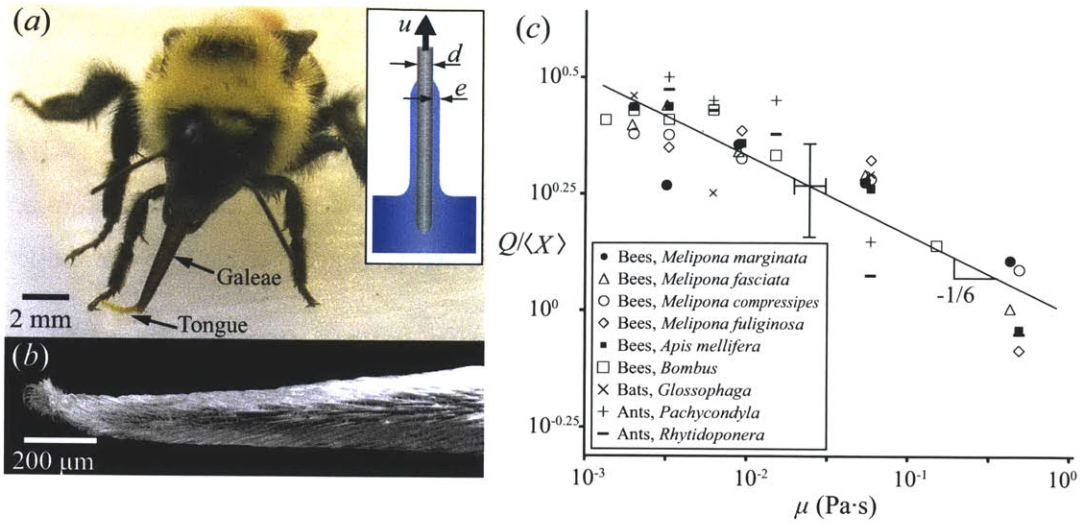 (a)
u
d
e
Galeae
2 mm
Tongue
(b)
200 μm
(c)
10^0.5
10^0.25
Q/⟨X⟩
10^0
10^-0.25
Bees, Melipona marginata
Bees, Melipona fasciata
Bees, Melipona compressipes
Bees, Melipona fuliginosa
Bees, Apis mellifera
Bees, Bombus
Bats, Glossophaga
Ants, Pachycondyla
Ants, Rhytidoponera
-1/6
10^-3
10^-2
10^-1
10^0
μ (Pa·s)